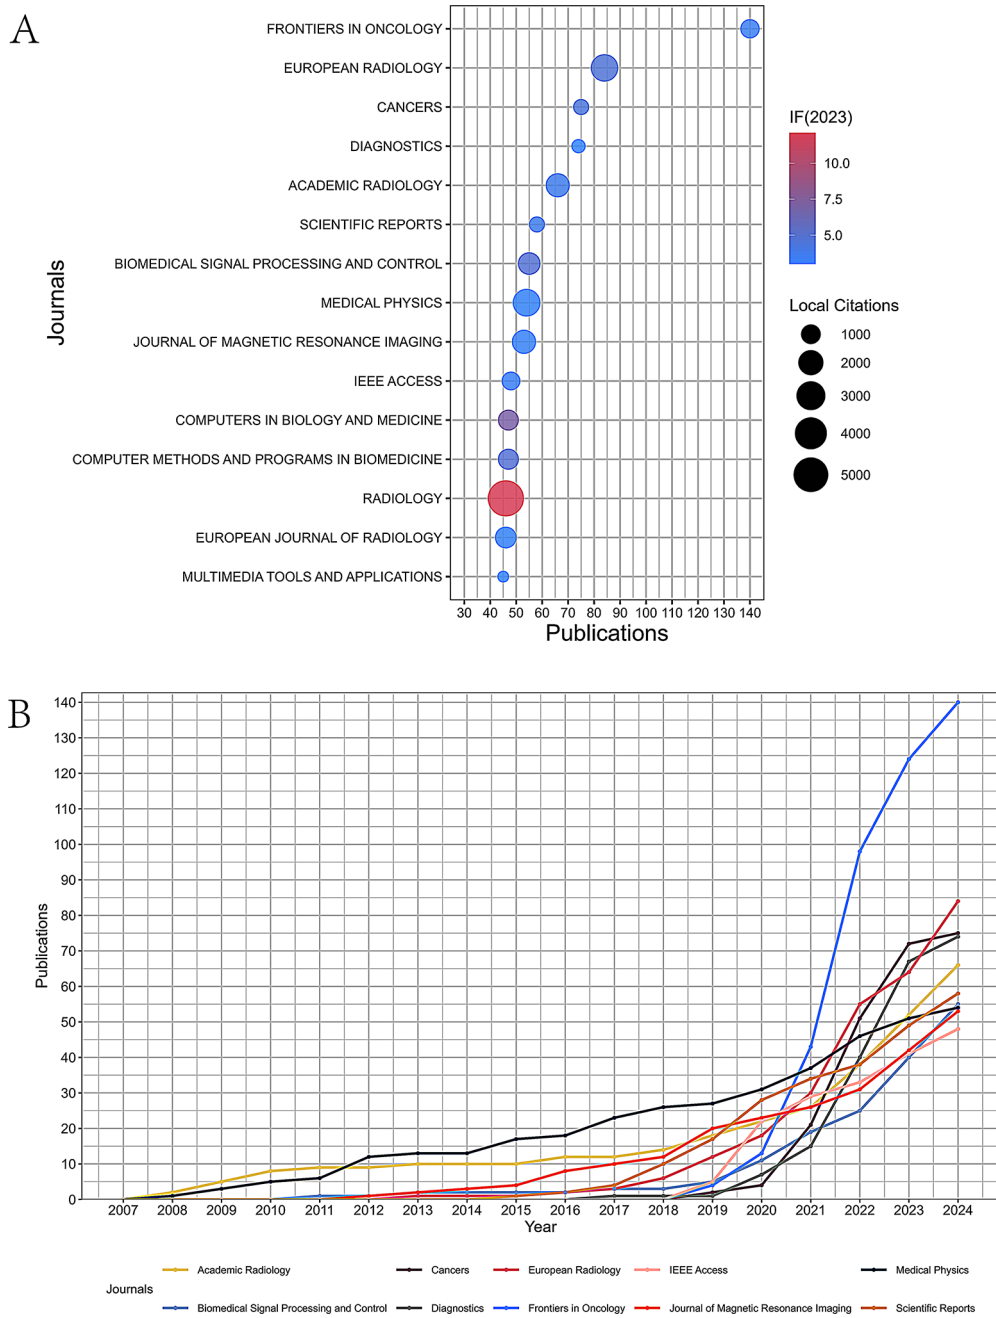 A
FRONTIERS IN ONCOLOGY
EUROPEAN RADIOLOGY
CANCERS
DIAGNOSTICS
ACADEMIC RADIOLOGY
SCIENTIFIC REPORTS
BIOMEDICAL SIGNAL PROCESSING AND CONTROL
MEDICAL PHYSICS
JOURNAL OF MAGNETIC RESONANCE IMAGING
IEEE ACCESS
COMPUTERS IN BIOLOGY AND MEDICINE
COMPUTER METHODS AND PROGRAMS IN BIOMEDICINE
RADIOLOGY
EUROPEAN JOURNAL OF RADIOLOGY
MULTIMEDIA TOOLS AND APPLICATIONS
Journals
30 40 50 60 70 80 90 100 110 120 130 140
Publications
IF(2023)
10.0
7.5
5.0
Local Citations
1000
2000
3000
4000
5000
B
140
130
120
110
100
90
80
70
60
50
40
30
20
10
0
Publications
2007 2008 2009 2010 2011 2012 2013 2014 2015 2016 2017 2018 2019 2020 2021 2022 2023 2024
Year
Journals
Academic Radiology Cancers European Radiology IEEE Access Medical Physics
Biomedical Signal Processing and Control Diagnostics Frontiers in Oncology Journal of Magnetic Resonance Imaging Scientific Reports